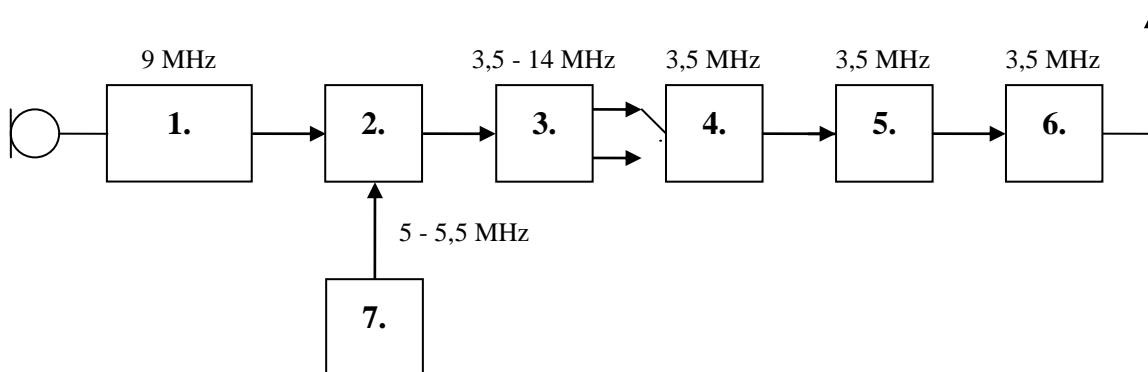 9 MHz
3,5 - 14 MHz
3,5 MHz
3,5 MHz
3,5 MHz
1.
2.
3.
4.
5.
6.
5 - 5,5 MHz
7.